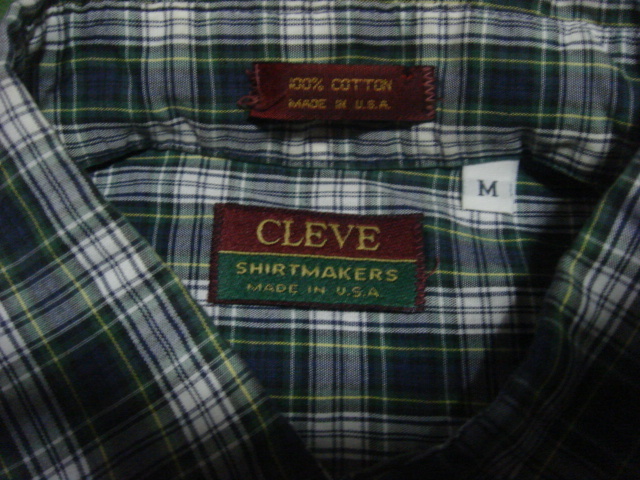 100% COTTON
MADE IN U.S.A.
M
CLEVE
SHIRTMAKERS
MADE IN U.S.A.